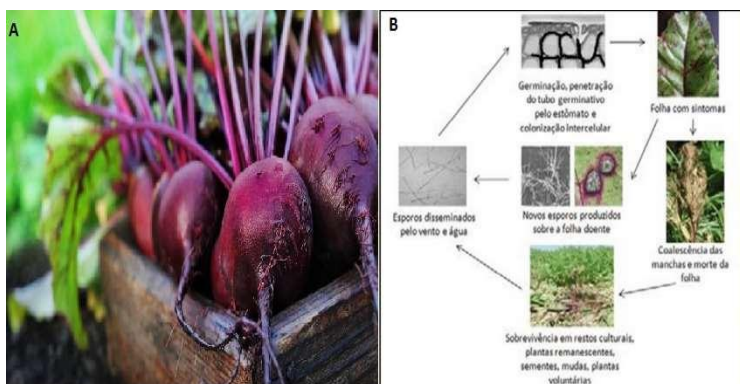 A
B
Germinação, penetração
do tubo germinativo
pelo estômato e
colonização intercelular
Folha com sintomas
Esporos disseminados
pelo vento e água
Novos esporos produzidos
sobre a folha doente
Coalescência das
manchas e morte da
folha
Sobrevivência em restos culturais,
plantas remanescentes,
sementes, mudas, plantas
voluntárias